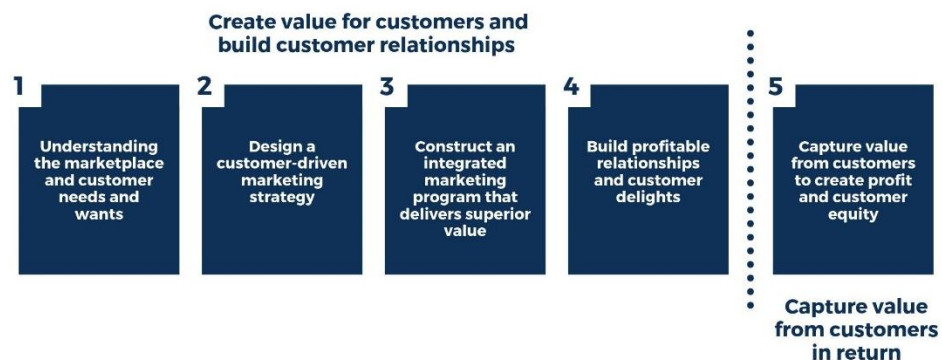 Create value for customers and
build customer relationships
1
Understanding
the marketplace
and customer
needs and
wants
2
Design a
customer-driven
marketing
strategy
3
Construct an
integrated
marketing
program that
delivers superior
value
4
Build profitable
relationships
and customer
delights
5
Capture value
from customers
to create profit
and customer
equity
Capture value
from customers
in return